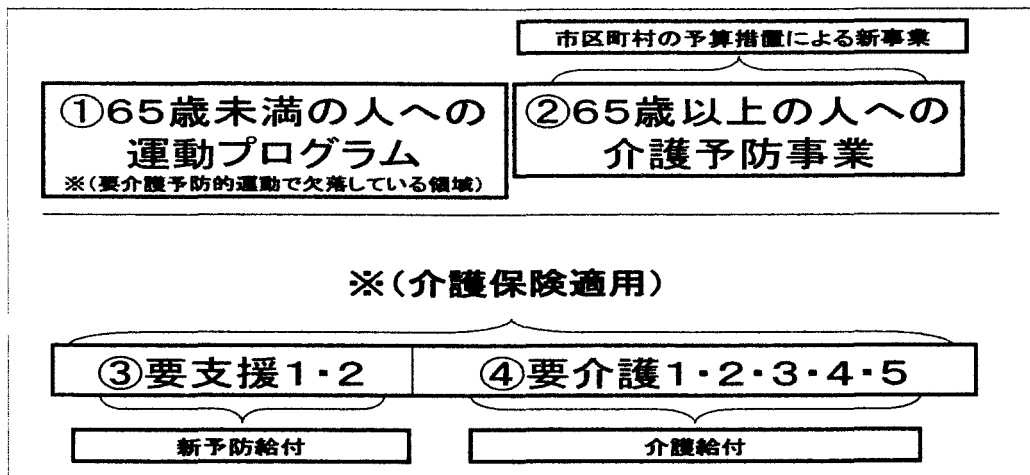 市区町村の予算措置による新事業
①65歳未満の人への
運動プログラム
※(要介護予防的運動で欠落している領域)
②65歳以上の人への
介護予防事業
※(介護保険適用)
③要支援1・2
④要介護1・2・3・4・5
新予防給付
介護給付